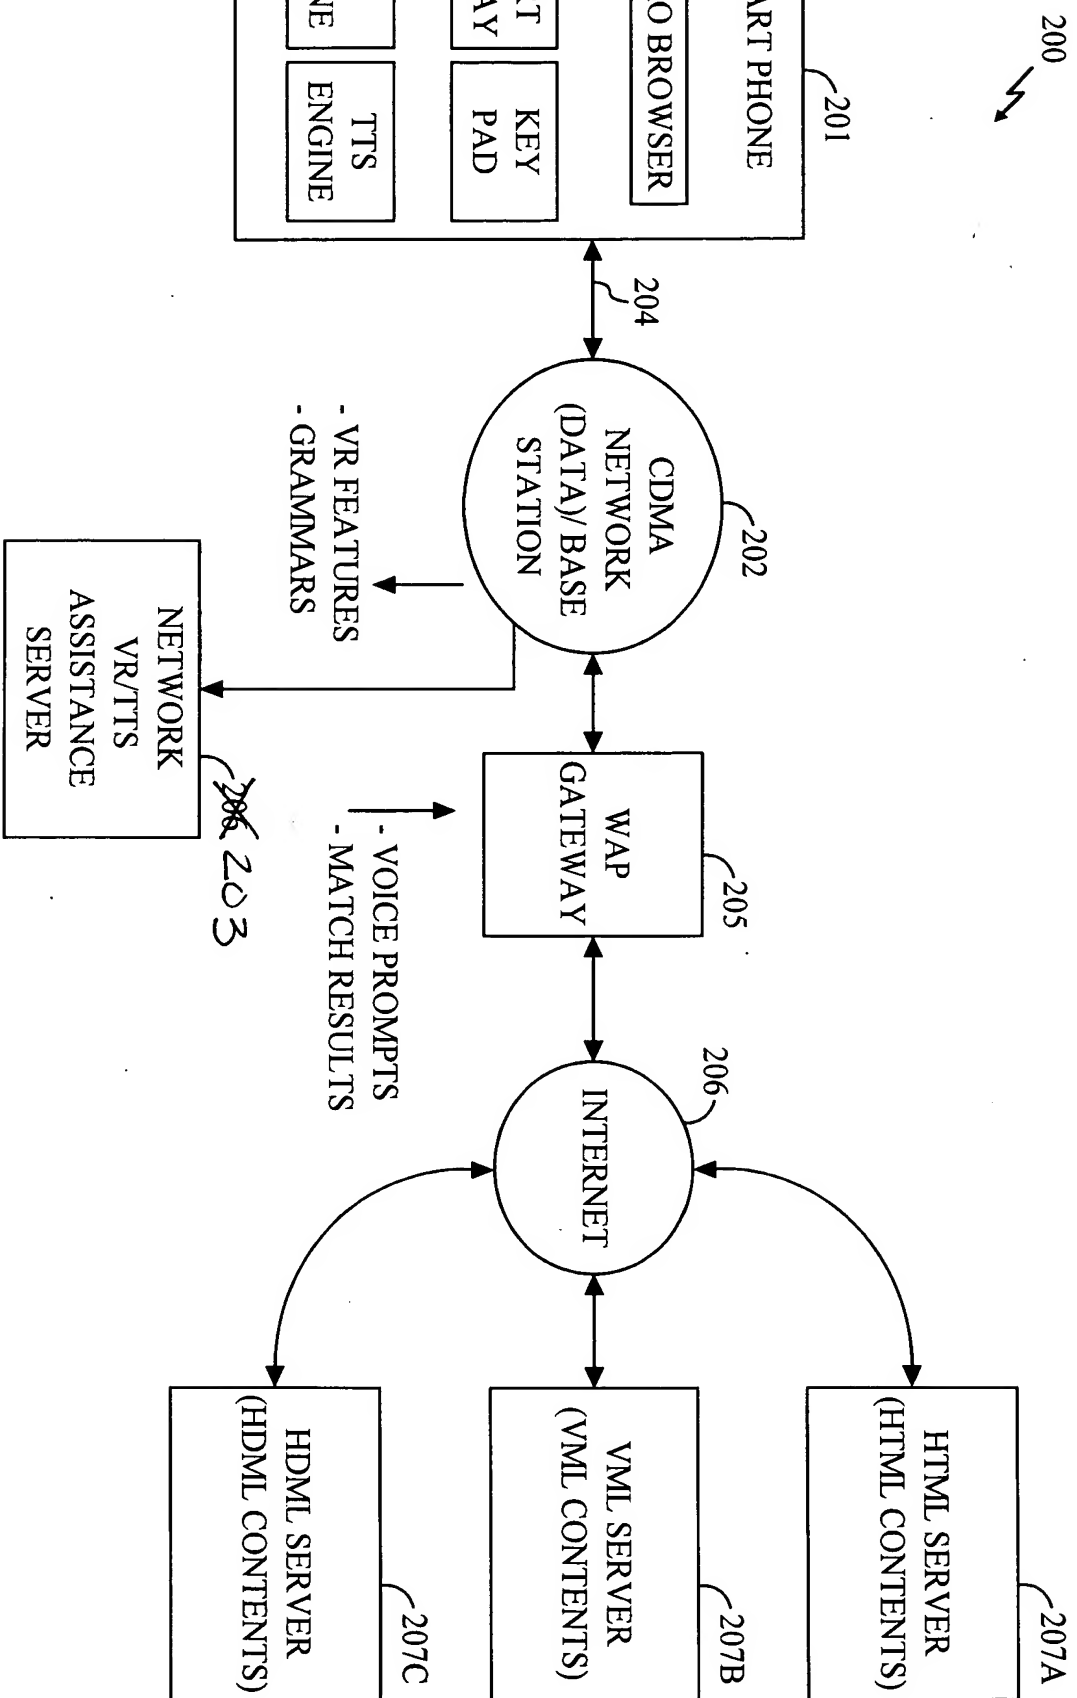 200
201
ART PHONE
O BROWSER
KEY
PAD
TTS
ENGINE
204
202
CDMA
NETWORK
(DATA)/ BASE
STATION
- VR FEATURES
- GRAMMARS
NETWORK
VR/TTS
ASSISTANCE
SERVER
206 203
205
WAP
GATEWAY
- VOICE PROMPTS
- MATCH RESULTS
206
INTERNET
207A
HTML SERVER
(HTML CONTENTS)
207B
VML SERVER
(VML CONTENTS)
207C
HDML SERVER
(HDML CONTENTS)